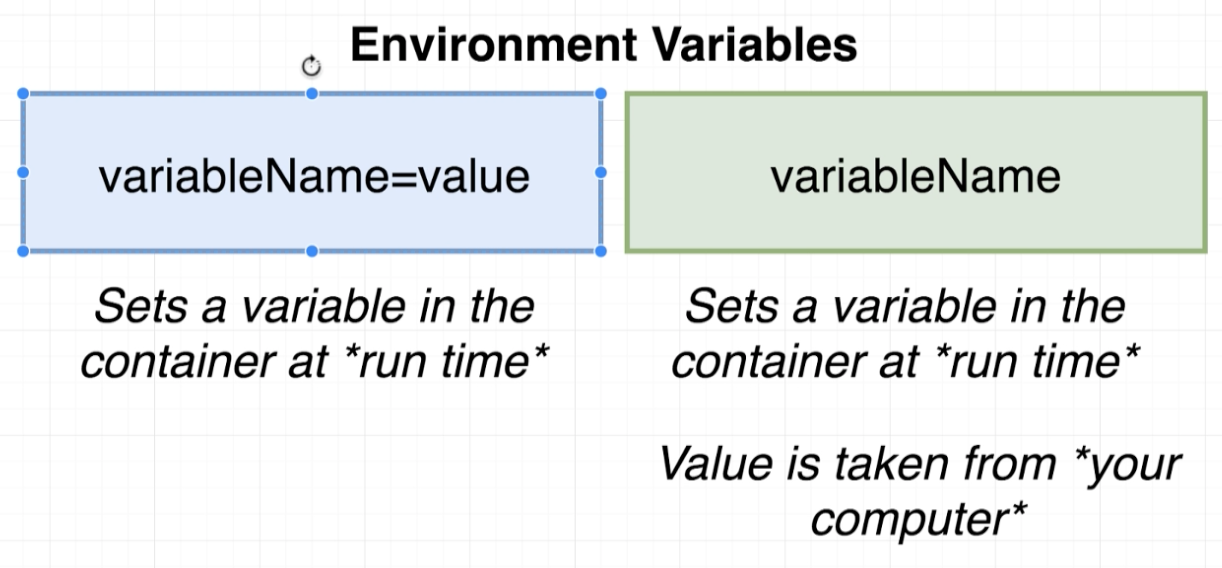 Environment Variables
variableName=value
variableName
Sets a variable in the
container at *run time*
Sets a variable in the
container at *run time*
Value is taken from *your
computer*